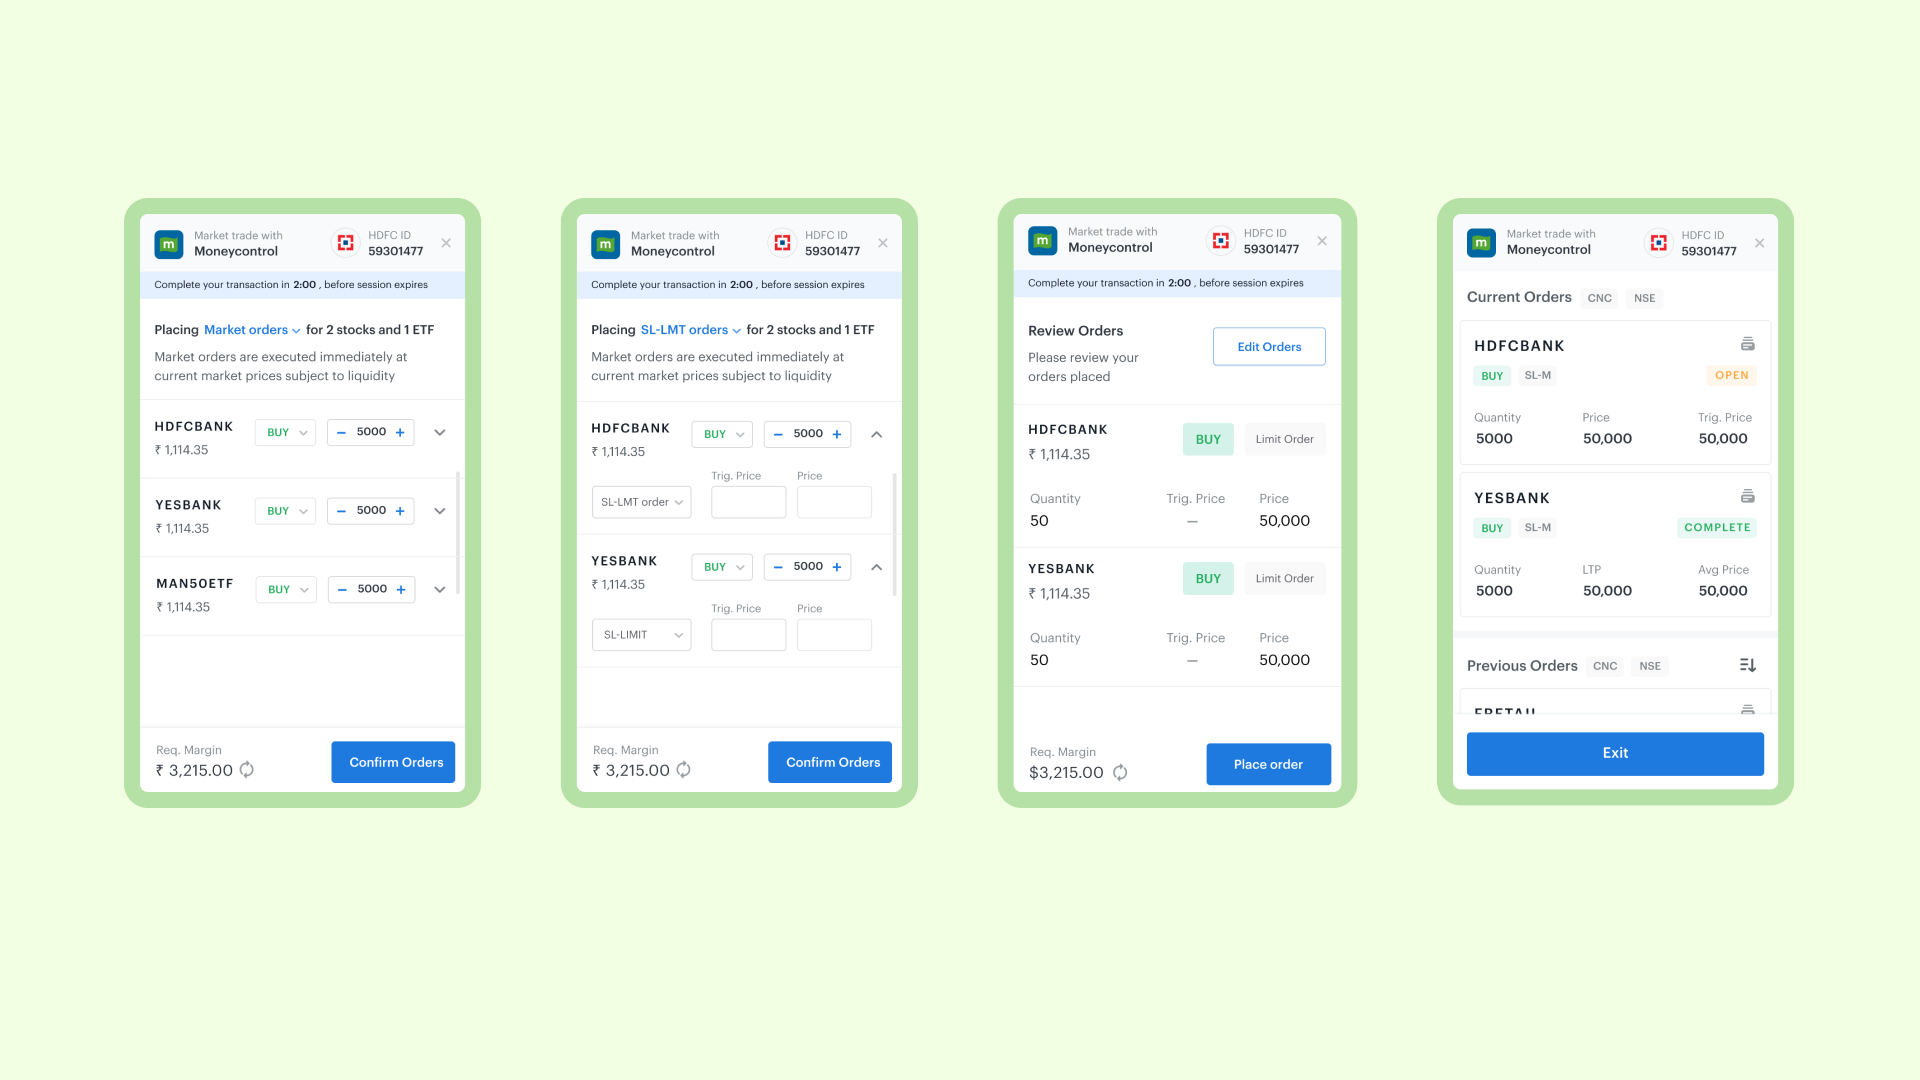 m
Market trade with
Moneycontrol
HDFC ID
59301477
Complete your transaction in 2:00 , before session expires
Placing Market orders for 2 stocks and 1 ETF
Market orders are executed immediately at
current market prices subject to liquidity
HDFCBANK
₹ 1,114.35
BUY
– 5000 +
YESBANK
₹ 1,114.35
BUY
– 5000 +
MAN50ETF
₹ 1,114.35
BUY
– 5000 +
Req. Margin
₹ 3,215.00
Confirm Orders
m
Market trade with
Moneycontrol
HDFC ID
59301477
Complete your transaction in 2:00 , before session expires
Placing SL-LMT orders for 2 stocks and 1 ETF
Market orders are executed immediately at
current market prices subject to liquidity
HDFCBANK
₹ 1,114.35
BUY
– 5000 +
Trig. Price Price
SL-LMT order
YESBANK
₹ 1,114.35
BUY
– 5000 +
Trig. Price Price
SL-LIMIT
Req. Margin
₹ 3,215.00
Confirm Orders
m
Market trade with
Moneycontrol
HDFC ID
59301477
Complete your transaction in 2:00 , before session expires
Review Orders
Please review your
orders placed
Edit Orders
HDFCBANK
₹ 1,114.35
BUY
Limit Order
Quantity Trig. Price Price
50 — 50,000
YESBANK
₹ 1,114.35
BUY
Limit Order
Quantity Trig. Price Price
50 — 50,000
Req. Margin
$3,215.00
Place order
m
Market trade with
Moneycontrol
HDFC ID
59301477
Current Orders CNC NSE
HDFCBANK
BUY SL-M OPEN
Quantity Price Trig. Price
5000 50,000 50,000
YESBANK
BUY SL-M COMPLETE
Quantity LTP Avg Price
5000 50,000 50,000
Previous Orders CNC NSE
Exit